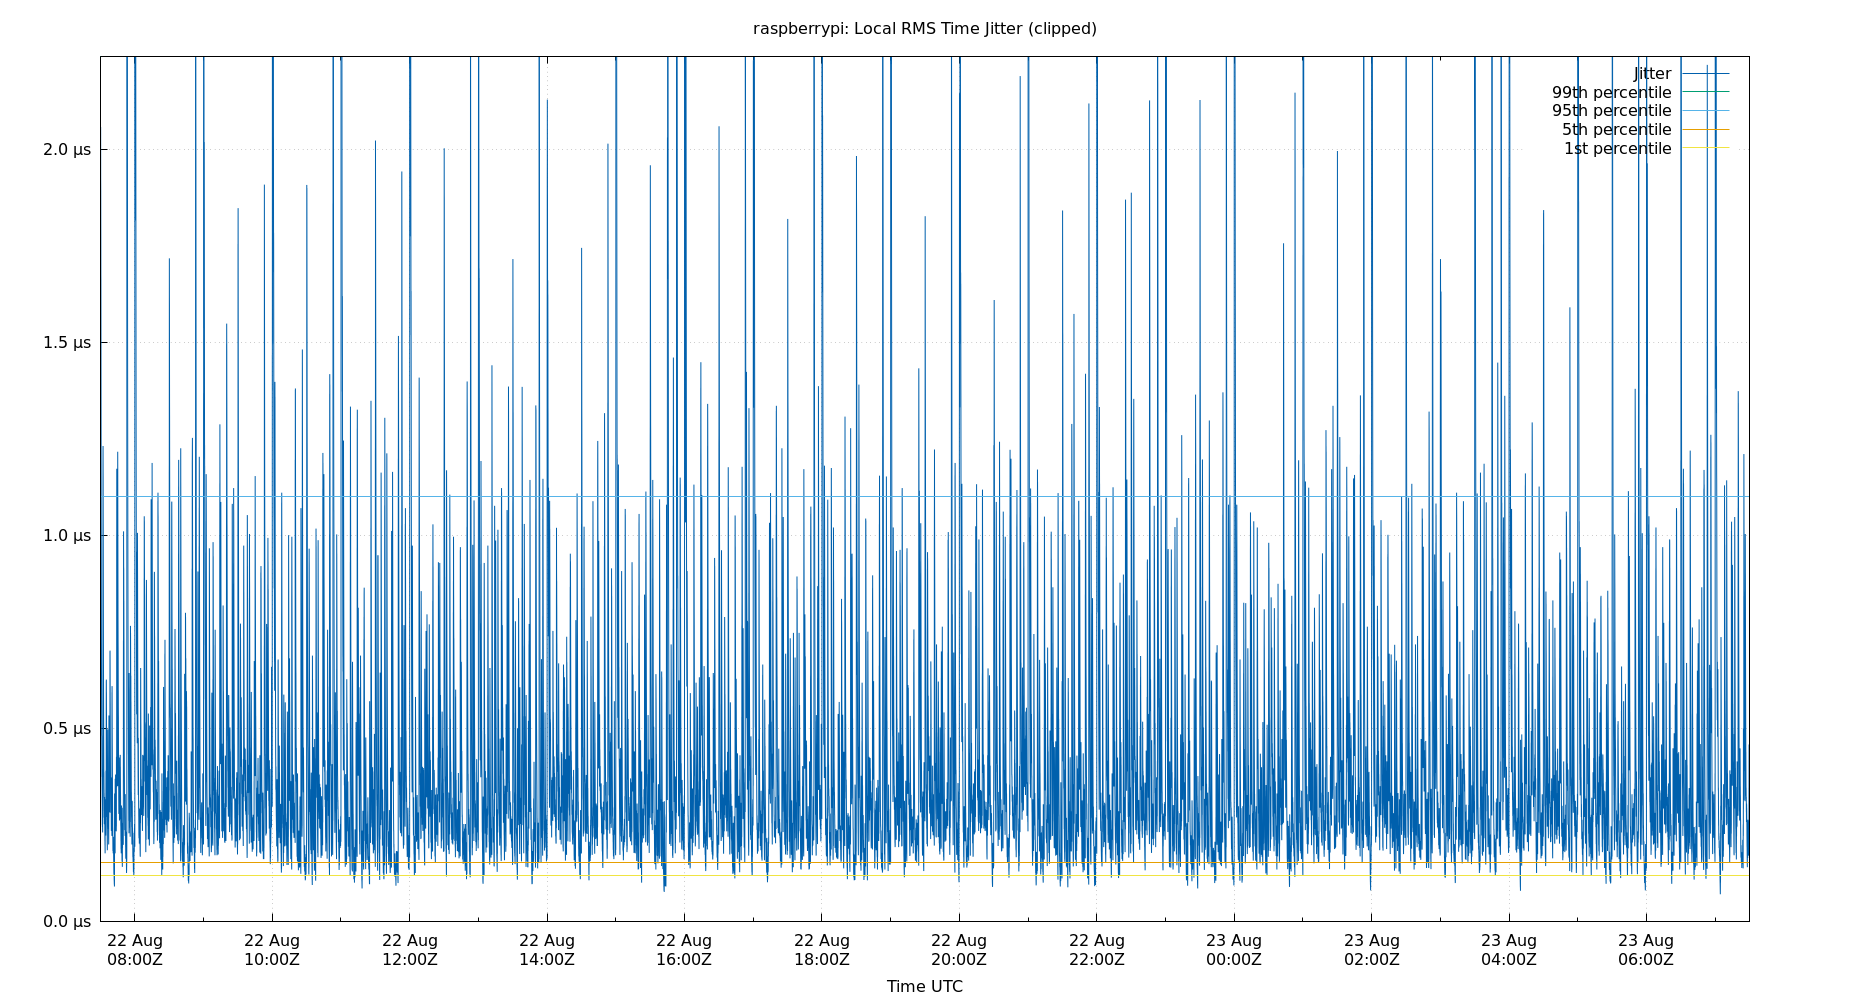 raspberrypi: Local RMS Time Jitter (clipped)
Jitter
99th percentile
95th percentile
5th percentile
1st percentile
2.0 µs
1.5 µs
1.0 µs
0.5 µs
0.0 µs
22 Aug 22 Aug 22 Aug 22 Aug 22 Aug 22 Aug 22 Aug 22 Aug 23 Aug 23 Aug 23 Aug 23 Aug
08:00Z 10:00Z 12:00Z 14:00Z 16:00Z 18:00Z 20:00Z 22:00Z 00:00Z 02:00Z 04:00Z 06:00Z
Time UTC